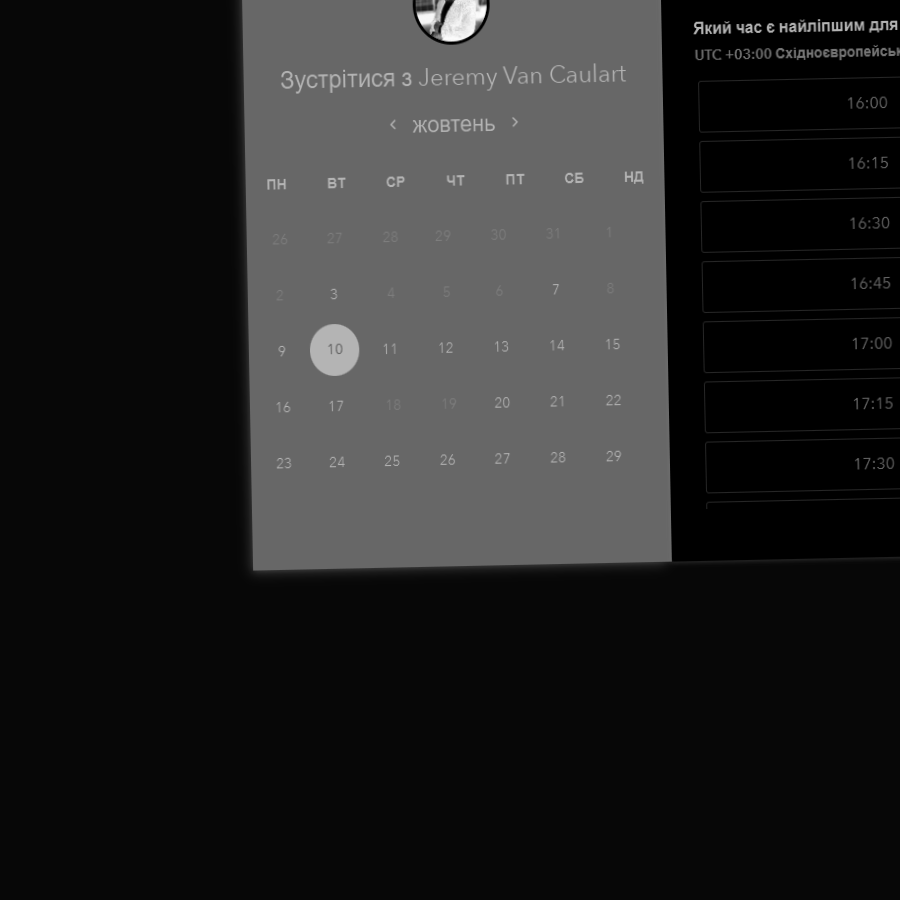 Зустрітися з Jeremy Van Caulart
жовтень
ПН ВТ СР ЧТ ПТ СБ НД
26 27 28 29 30 31 1
2 3 4 5 6 7 8
9 10 11 12 13 14 15
16 17 18 19 20 21 22
23 24 25 26 27 28 29
Який час є найліпшим для
UTC +03:00
16:00
16:15
16:30
16:45
17:00
17:15
17:30